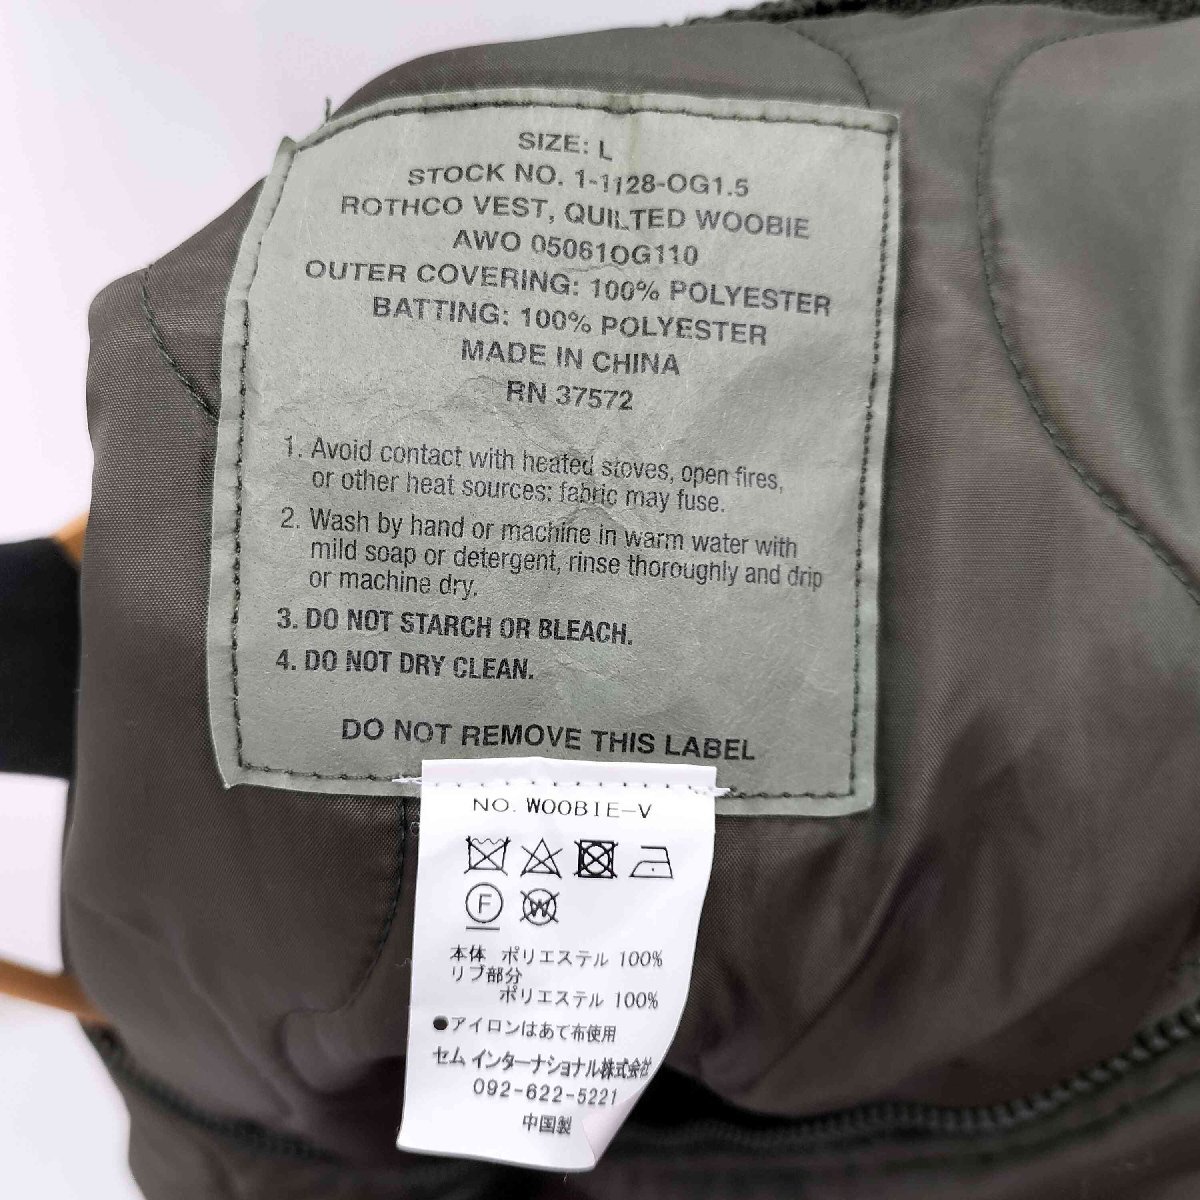 SIZE: L
STOCK NO. 1-1128-OG1.5
ROTHCO VEST, QUILTED WOOBIE
AWO 05061OG110
OUTER COVERING: 100% POLYESTER
BATTING: 100% POLYESTER
MADE IN CHINA
RN 37572
1. Avoid contact with heated stoves, open fires,
or other heat sources: fabric may fuse.
2. Wash by hand or machine in warm water with
mild soap or detergent, rinse thoroughly and drip
or machine dry.
3. DO NOT STARCH OR BLEACH.
4. DO NOT DRY CLEAN.
DO NOT REMOVE THIS LABEL
NO. WOOBIE-V
F W
本体 ポリエステル 100%
リブ部分
ポリエステル 100%
●アイロンはあて布使用
セム インターナショナル株式会社
092-622-5221
中国製